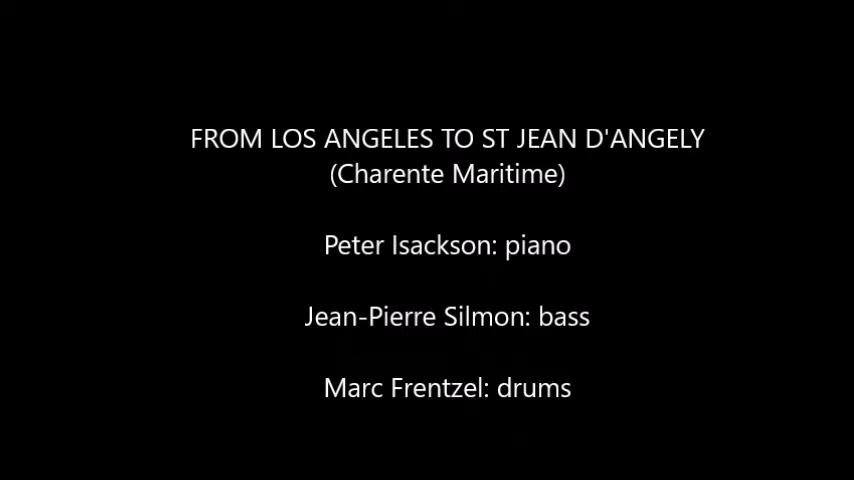 FROM LOS ANGELES TO ST JEAN D'ANGELY
(Charente Maritime)
Peter Isackson: piano
Jean-Pierre Silmon: bass
Marc Frentzel: drums